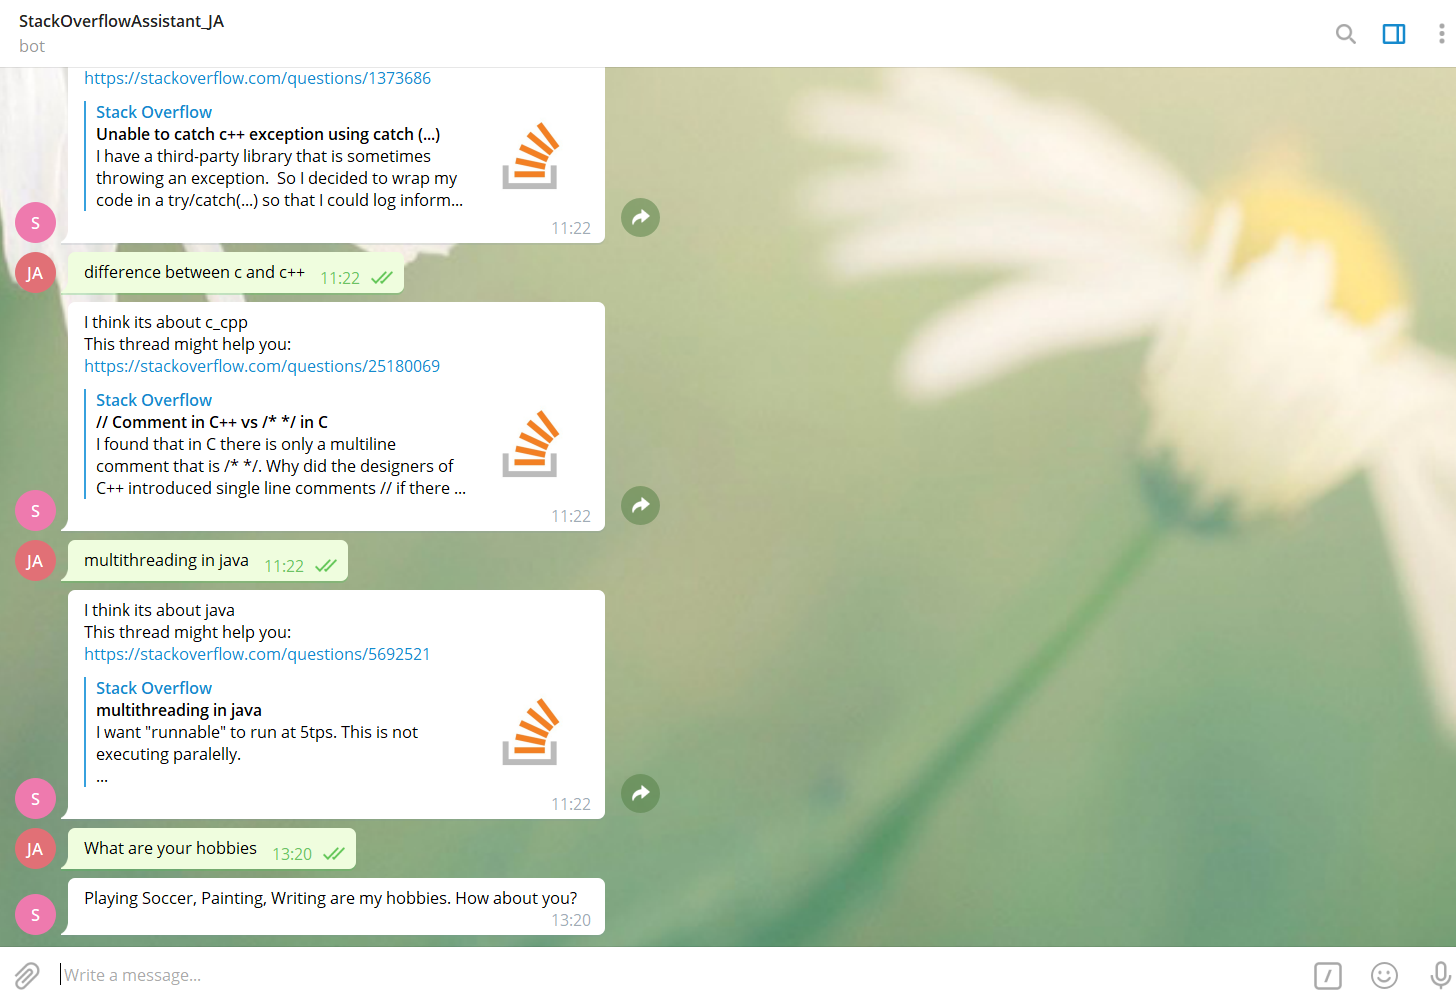 StackOverflowAssistant_JA
bot
https://stackoverflow.com/questions/1373686
Stack Overflow
Unable to catch c++ exception using catch (...)
I have a third-party library that is sometimes
throwing an exception.  So I decided to wrap my
code in a try/catch(...) so that I could log inform...
S
11:22
JA
difference between c and c++ 11:22
I think its about c_cpp
This thread might help you:
https://stackoverflow.com/questions/25180069
Stack Overflow
// Comment in C++ vs /* */ in C
I found that in C there is only a multiline
comment that is /* */. Why did the designers of
C++ introduced single line comments // if there ...
S
11:22
JA
multithreading in java 11:22
I think its about java
This thread might help you:
https://stackoverflow.com/questions/5692521
Stack Overflow
multithreading in java
I want "runnable" to run at 5tps. This is not
executing paralelly.
...
S
11:22
JA
What are your hobbies 13:20
Playing Soccer, Painting, Writing are my hobbies. How about you?
S
13:20
Write a message...